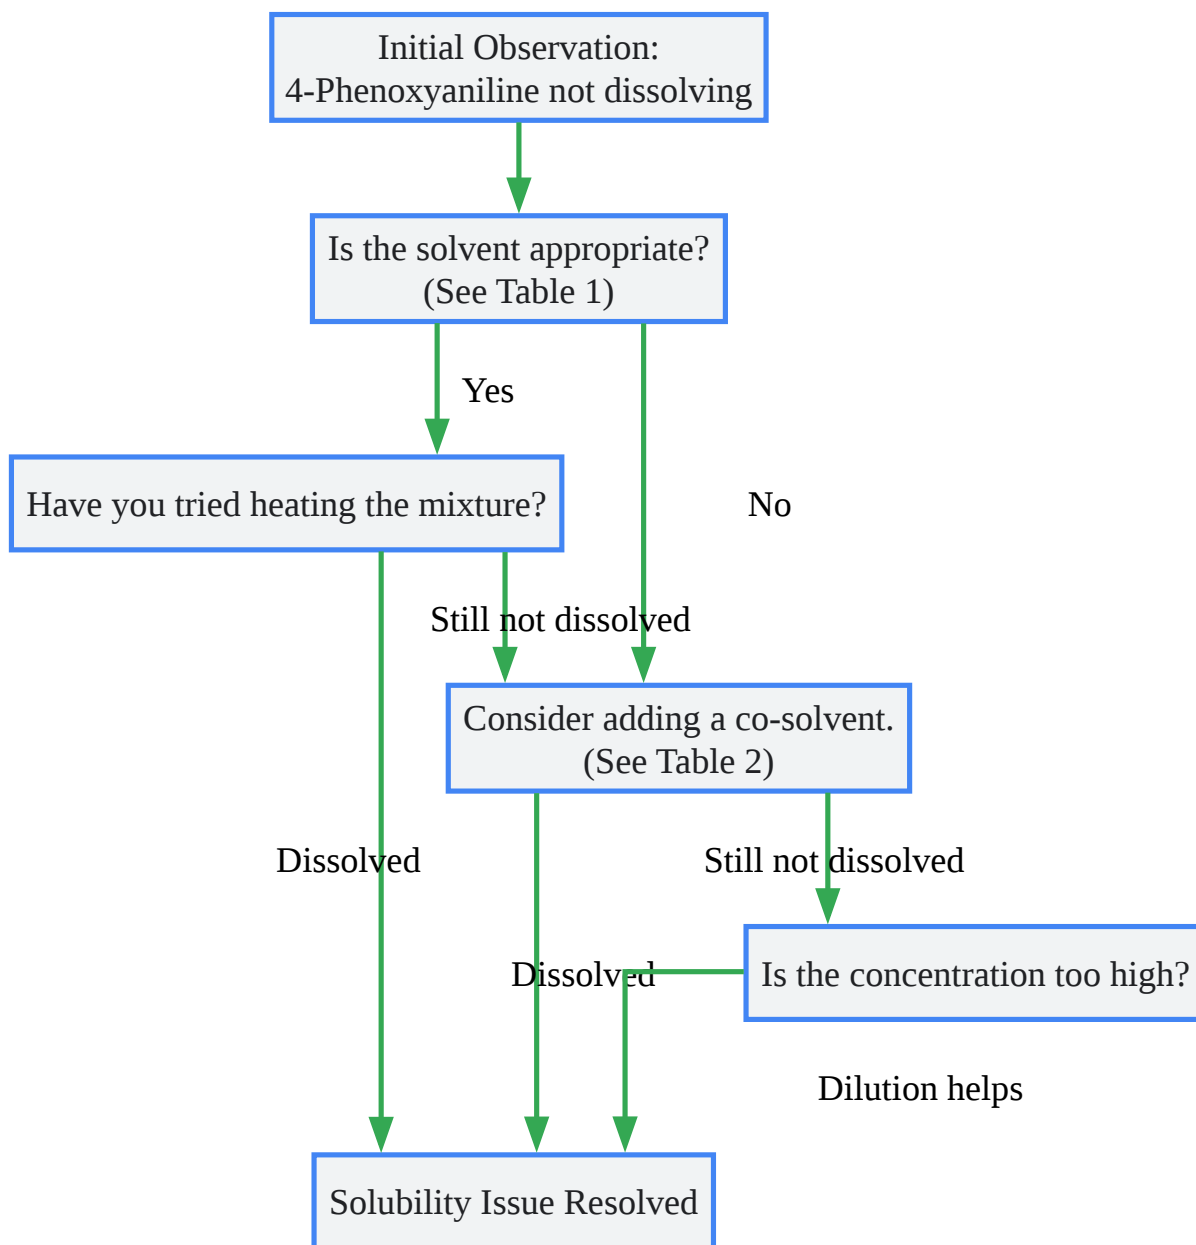 Initial Observation:
4-Phenoxyaniline not dissolving
Is the solvent appropriate?
(See Table 1)
Yes
Have you tried heating the mixture?
No
Still not dissolved
Consider adding a co-solvent.
(See Table 2)
Dissolved
Still not dissolved
Dissolved
Is the concentration too high?
Dilution helps
Solubility Issue Resolved